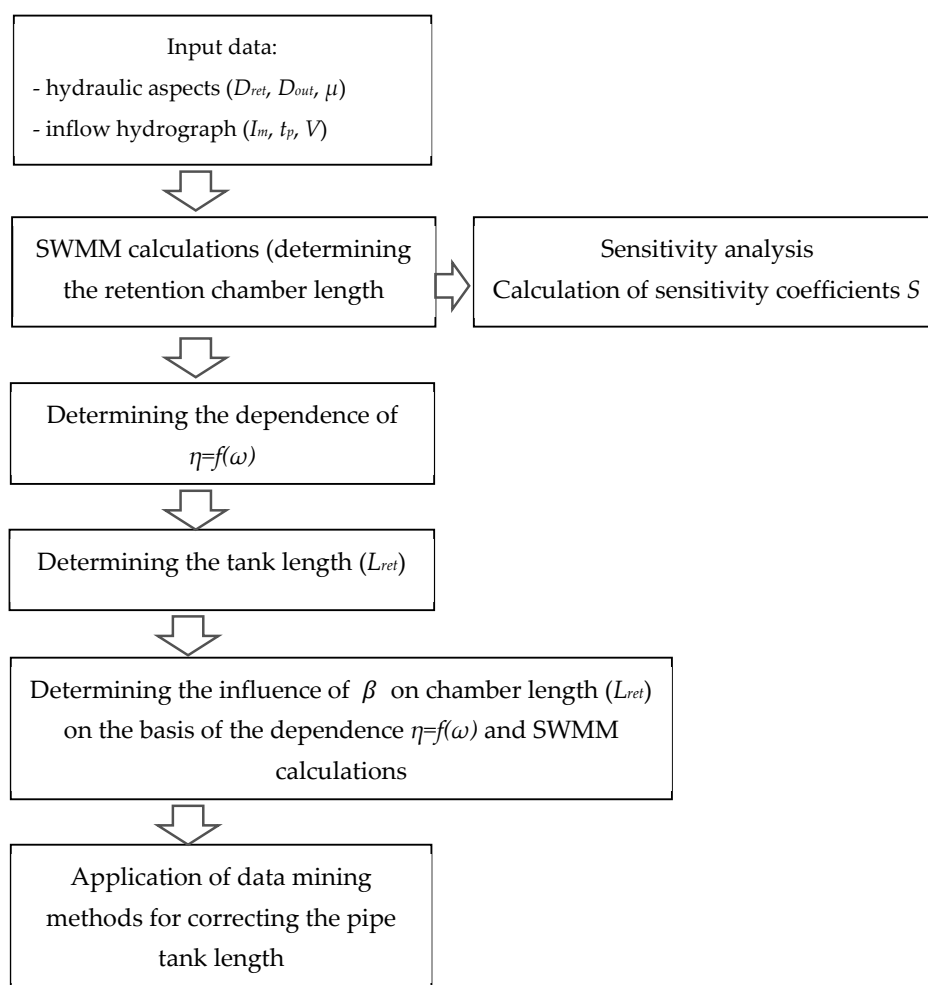 Input data:
- hydraulic aspects (Dret, Dout, μ)
- inflow hydrograph (Im, tp, V)
SWMM calculations (determining
the retention chamber length
Sensitivity analysis
Calculation of sensitivity coefficients S
Determining the dependence of
η=f(ω)
Determining the tank length (Lret)
Determining the influence of β on chamber length (Lret)
on the basis of the dependence η=f(ω) and SWMM
calculations
Application of data mining
methods for correcting the pipe
tank length